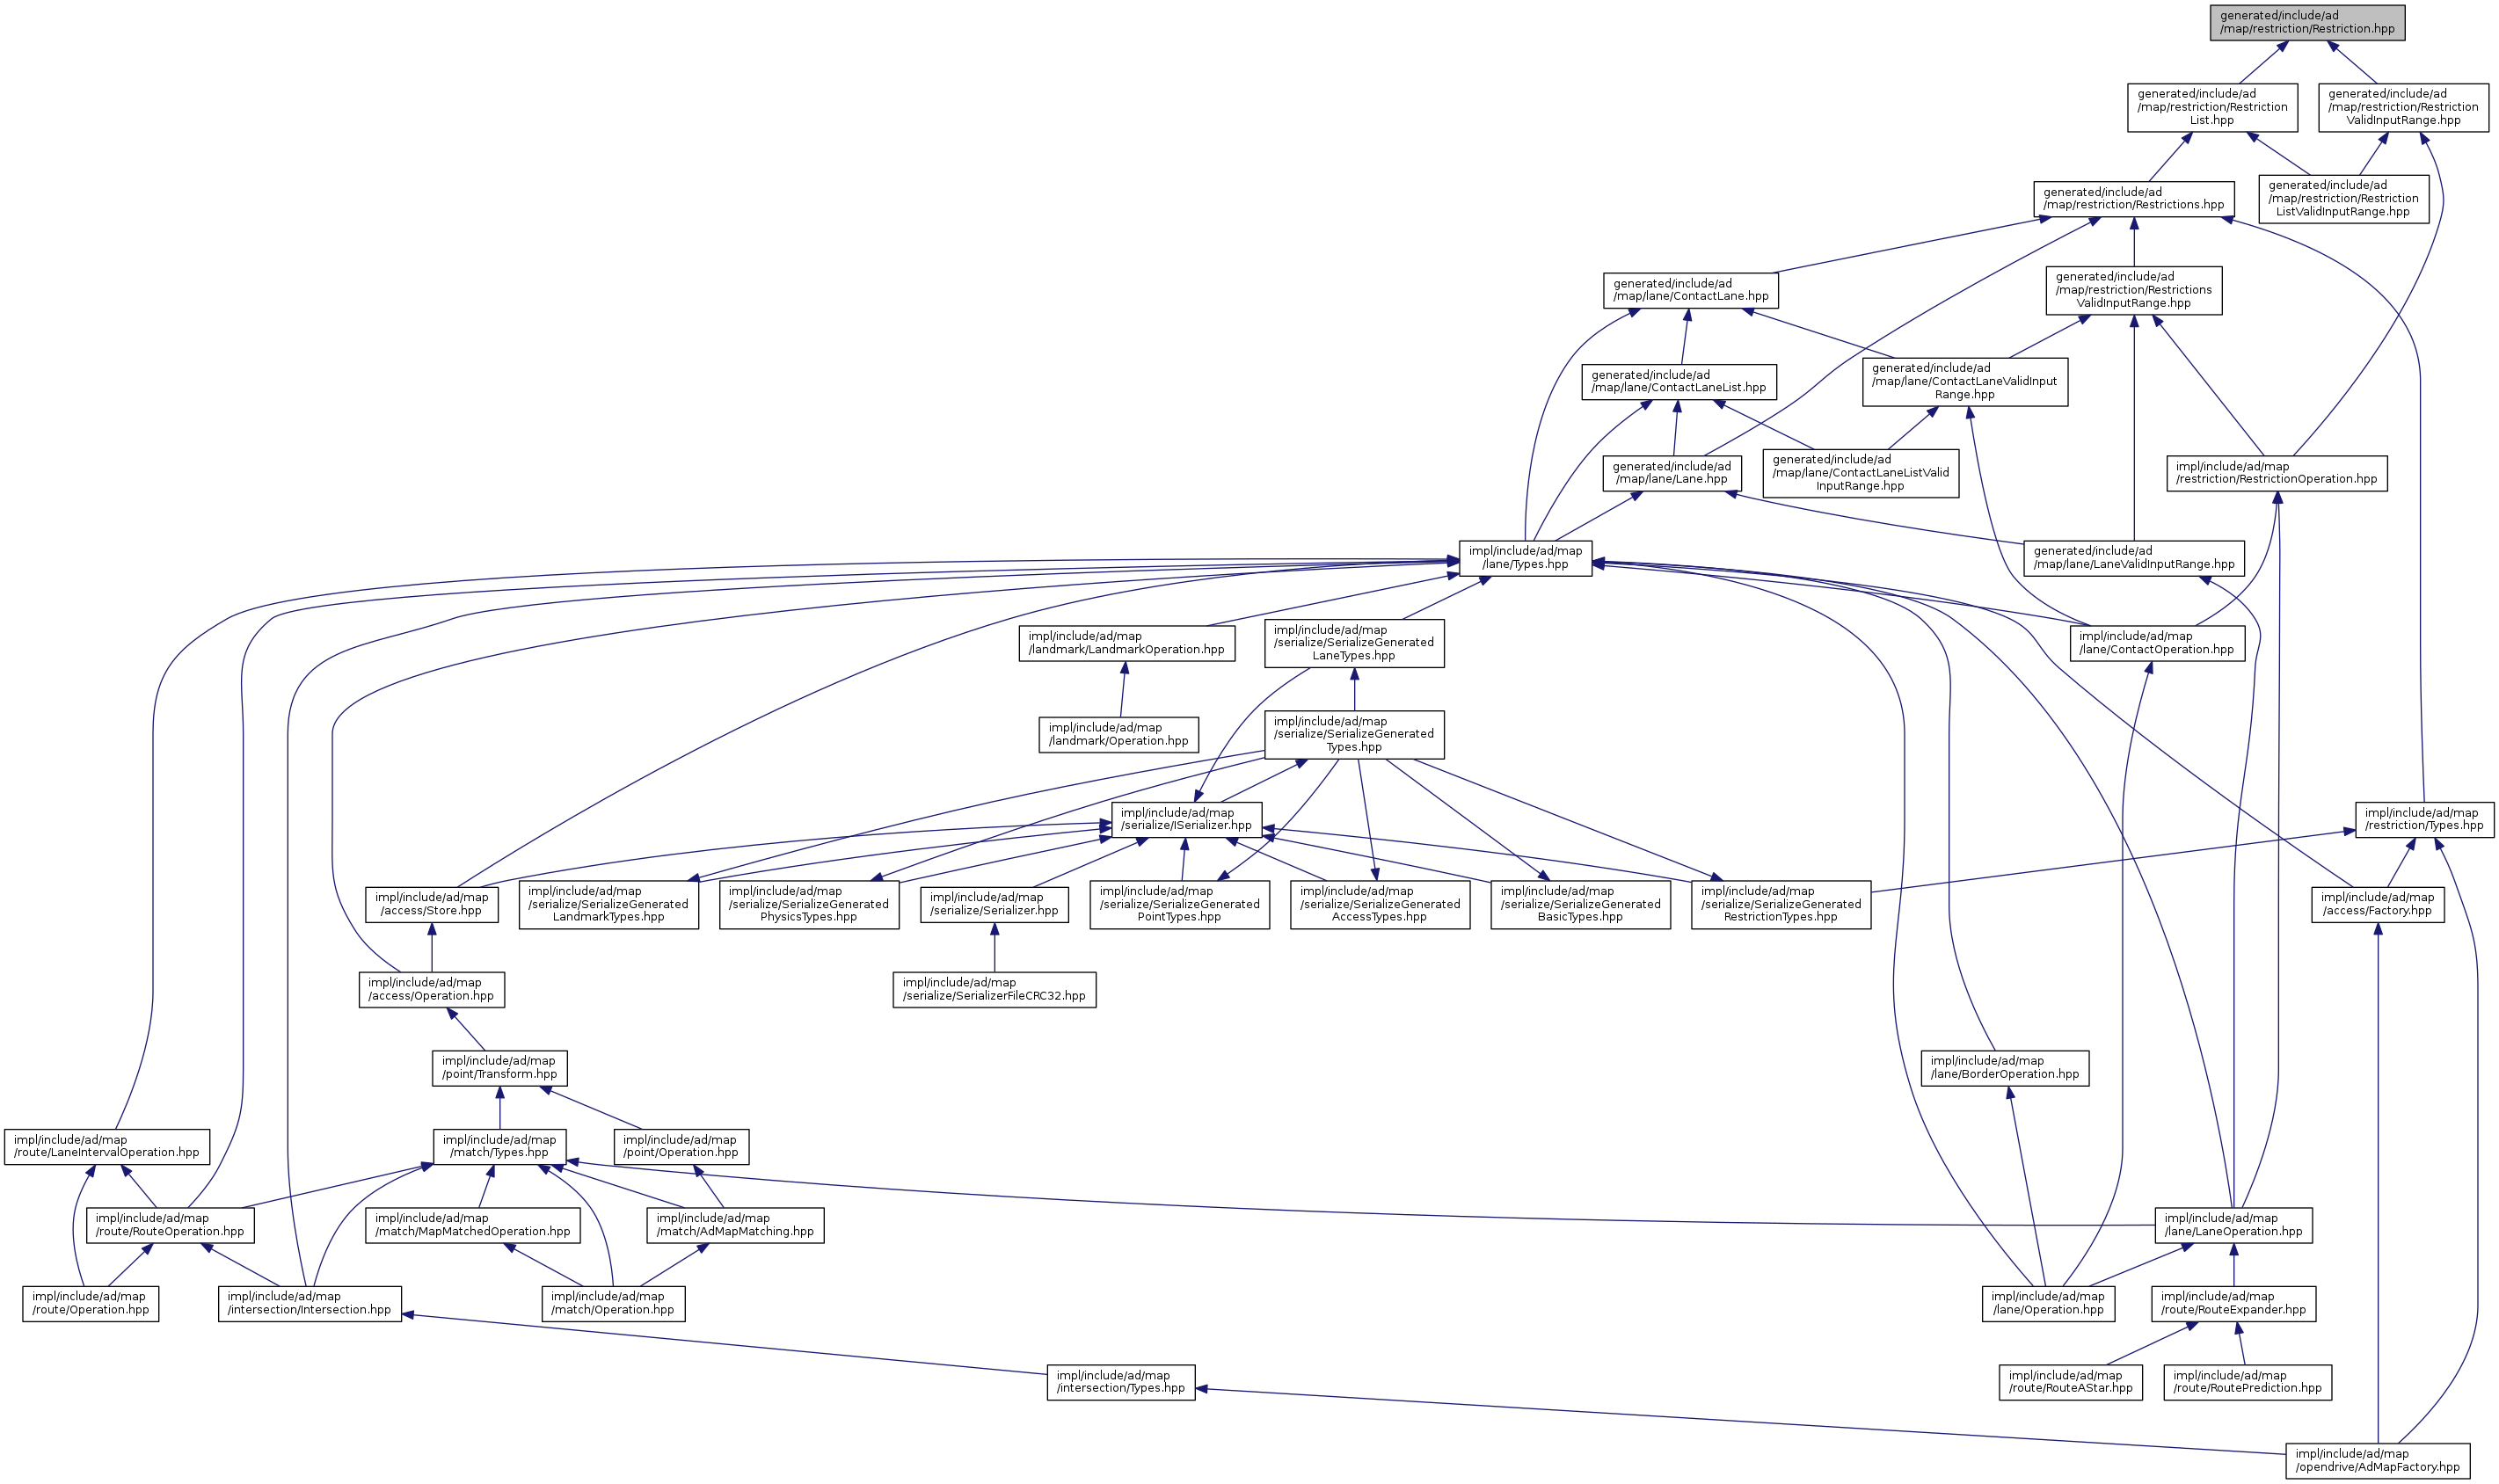 generated/include/ad
/map/restriction/Restriction.hpp
generated/include/ad
/map/restriction/Restriction
List.hpp
generated/include/ad
/map/restriction/Restriction
ValidInputRange.hpp
generated/include/ad
/map/restriction/Restrictions.hpp
generated/include/ad
/map/restriction/Restriction
ListValidInputRange.hpp
generated/include/ad
/map/lane/ContactLane.hpp
generated/include/ad
/map/restriction/Restrictions
ValidInputRange.hpp
generated/include/ad
/map/lane/ContactLaneList.hpp
generated/include/ad
/map/lane/ContactLaneValidInput
Range.hpp
generated/include/ad
/map/lane/Lane.hpp
generated/include/ad
/map/lane/ContactLaneListValid
InputRange.hpp
impl/include/ad/map
/restriction/RestrictionOperation.hpp
impl/include/ad/map
/lane/Types.hpp
generated/include/ad
/map/lane/LaneValidInputRange.hpp
impl/include/ad/map
/landmark/LandmarkOperation.hpp
impl/include/ad/map
/serialize/SerializeGenerated
LaneTypes.hpp
impl/include/ad/map
/lane/ContactOperation.hpp
impl/include/ad/map
/landmark/Operation.hpp
impl/include/ad/map
/serialize/SerializeGenerated
Types.hpp
impl/include/ad/map
/serialize/ISerializer.hpp
impl/include/ad/map
/restriction/Types.hpp
impl/include/ad/map
/access/Store.hpp
impl/include/ad/map
/serialize/SerializeGenerated
LandmarkTypes.hpp
impl/include/ad/map
/serialize/SerializeGenerated
PhysicsTypes.hpp
impl/include/ad/map
/serialize/Serializer.hpp
impl/include/ad/map
/serialize/SerializeGenerated
PointTypes.hpp
impl/include/ad/map
/serialize/SerializeGenerated
AccessTypes.hpp
impl/include/ad/map
/serialize/SerializeGenerated
BasicTypes.hpp
impl/include/ad/map
/serialize/SerializeGenerated
RestrictionTypes.hpp
impl/include/ad/map
/access/Factory.hpp
impl/include/ad/map
/access/Operation.hpp
impl/include/ad/map
/serialize/SerializerFileCRC32.hpp
impl/include/ad/map
/point/Transform.hpp
impl/include/ad/map
/lane/BorderOperation.hpp
impl/include/ad/map
/route/LaneIntervalOperation.hpp
impl/include/ad/map
/match/Types.hpp
impl/include/ad/map
/point/Operation.hpp
impl/include/ad/map
/route/RouteOperation.hpp
impl/include/ad/map
/match/MapMatchedOperation.hpp
impl/include/ad/map
/match/AdMapMatching.hpp
impl/include/ad/map
/lane/LaneOperation.hpp
impl/include/ad/map
/route/Operation.hpp
impl/include/ad/map
/intersection/Intersection.hpp
impl/include/ad/map
/match/Operation.hpp
impl/include/ad/map
/lane/Operation.hpp
impl/include/ad/map
/route/RouteExpander.hpp
impl/include/ad/map
/intersection/Types.hpp
impl/include/ad/map
/route/RouteAStar.hpp
impl/include/ad/map
/route/RoutePrediction.hpp
impl/include/ad/map
/opendrive/AdMapFactory.hpp